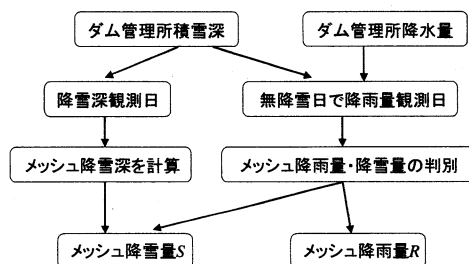 ダム管理所積雪深
ダム管理所降水量
降雪深観測日
無降雪日で降雨量観測日
メッシュ降雪深を計算
メッシュ降雨量・降雪量の判別
メッシュ降雪量S
メッシュ降雨量R